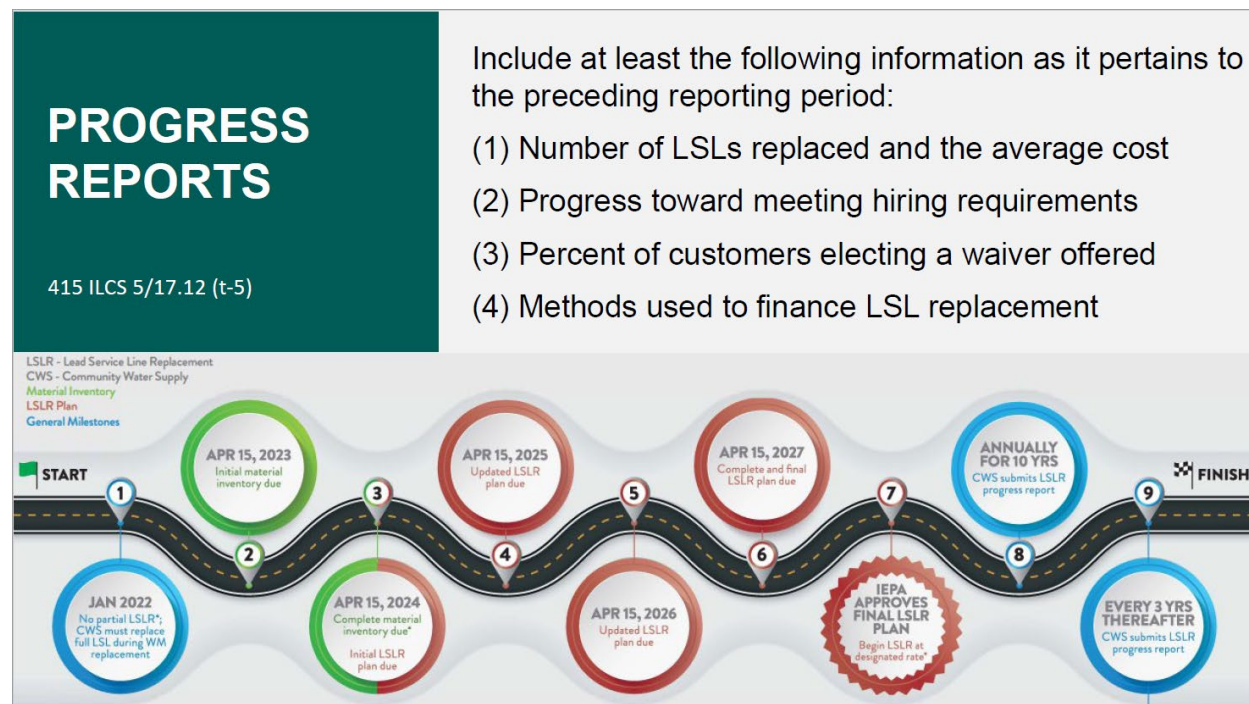 PROGRESS
REPORTS
415 ILCS 5/17.12 (t-5)
Include at least the following information as it pertains to
the preceding reporting period:
(1) Number of LSLs replaced and the average cost
(2) Progress toward meeting hiring requirements
(3) Percent of customers electing a waiver offered
(4) Methods used to finance LSL replacement
LSLR - Lead Service Line Replacement
CWS - Community Water Supply
Material Inventory
LSLR Plan
General Milestones
START
1
JAN 2022
No partial LSLR*;
CWS must replace
full LSL during WM
replacement
APR 15, 2023
Initial material
inventory due
2
3
APR 15, 2024
Complete material
inventory due*
Initial LSLR
plan due
APR 15, 2025
Updated LSLR
plan due
4
5
APR 15, 2026
Updated LSLR
plan due
APR 15, 2027
Complete and final
LSLR plan due
6
7
IEPA
APPROVES
FINAL LSLR
PLAN
Begin LSLR at
designated rate*
ANNUALLY
FOR 10 YRS
CWS submits LSLR
progress report
8
9
EVERY 3 YRS
THEREAFTER
CWS submits LSLR
progress report
FINISH